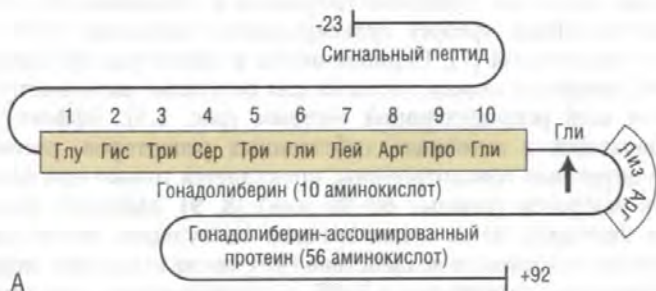 -23
Сигнальный пептид
1 2 3 4 5 6 7 8 9 10
Глу Гис Три Сер Три Гли Лей Арг Про Гли
Гли
Лиз Арг
Гонадолиберин (10 аминокислот)
Гонадолиберин-ассоциированный
протеин (56 аминокислот)
+92
А